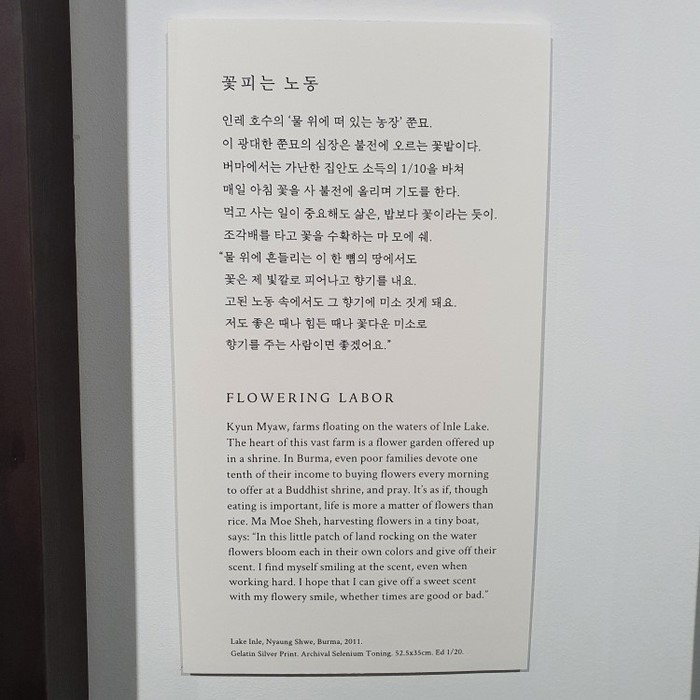 꽃피는 노동
인레 호수의 '물 위에 떠 있는 농장' 쭌묘.
이 광대한 쭌묘의 심장은 불전에 오르는 꽃밭이다.
버마에서는 가난한 집안도 소득의 1/10을 바쳐
매일 아침 꽃을 사 불전에 올리며 기도를 한다.
먹고 사는 일이 중요해도 삶은, 밥보다 꽃이라는 듯이.
조각배를 타고 꽃을 수확하는 마 모에 쉐.
“물 위에 흔들리는 이 한 뼘의 땅에서도
꽃은 제 빛깔로 피어나고 향기를 내요.
고된 노동 속에서도 그 향기에 미소 짓게 돼요.
저도 좋은 때나 힘든 때나 꽃다운 미소로
향기를 주는 사람이면 좋겠어요.”
FLOWERING LABOR
Kyun Myaw, farms floating on the waters of Inle Lake.
The heart of this vast farm is a flower garden offered up
in a shrine. In Burma, even poor families devote one
tenth of their income to buying flowers every morning
to offer at a Buddhist shrine, and pray. It's as if, though
eating is important, life is more a matter of flowers than
rice. Ma Moe Sheh, harvesting flowers in a tiny boat,
says: “In this little patch of land rocking on the water
flowers bloom each in their own colors and give off their
scent. I find myself smiling at the scent, even when
working hard. I hope that I can give off a sweet scent
with my flowery smile, whether times are good or bad.”
Lake Inle, Nyaung Shwe, Burma, 2011.
Gelatin Silver Print. Archival Selenium Toning. 52.5x35cm. Ed 1/20.